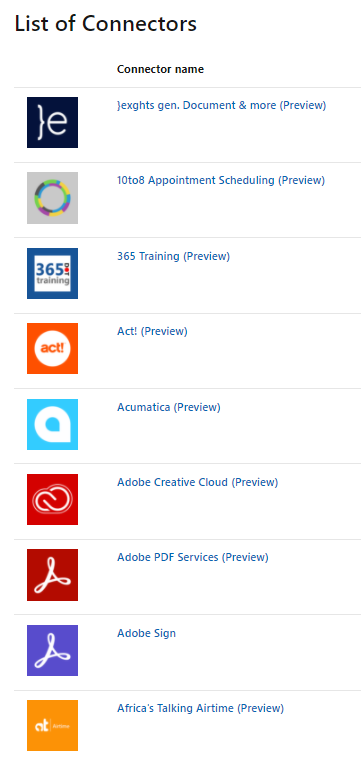 List of Connectors
Connector name
}e
}exghts gen. Document & more (Preview)
10to8 Appointment Scheduling (Preview)
365 DOT
training
365 Training (Preview)
act!
Act! (Preview)
Acumatica (Preview)
Adobe Creative Cloud (Preview)
Adobe PDF Services (Preview)
Adobe Sign
at Airtime
Africa's Talking Airtime (Preview)